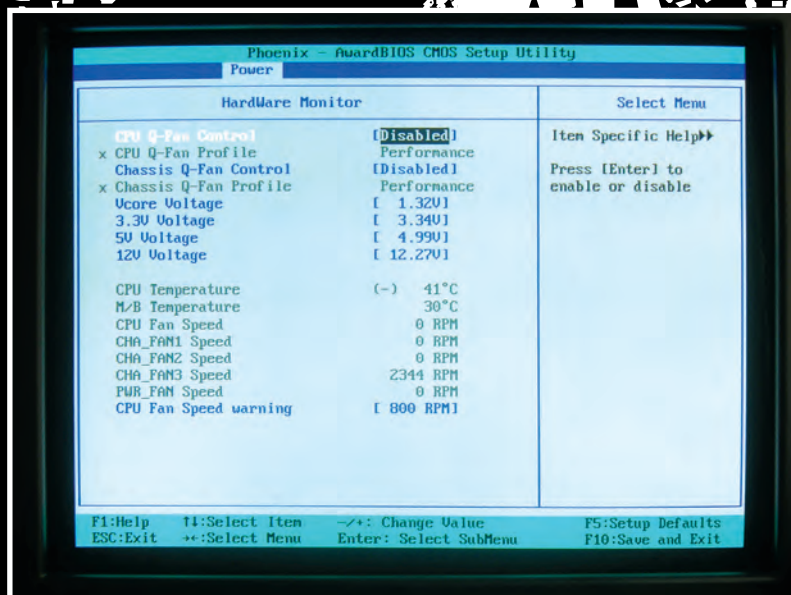 Phoenix - AwardBIOS CMOS Setup Utility
Power
HardWare Monitor
Select Menu
CPU Q-Fan Control [Disabled]
x CPU Q-Fan Profile Performance
Chassis Q-Fan Control [Disabled]
x Chassis Q-Fan Profile Performance
Vcore Voltage [ 1.32V]
3.3V Voltage [ 3.34V]
5V Voltage [ 4.99V]
12V Voltage [ 12.27V]
CPU Temperature (-) 41°C
M/B Temperature 30°C
CPU Fan Speed 0 RPM
CHA_FAN1 Speed 0 RPM
CHA_FAN2 Speed 0 RPM
CHA_FAN3 Speed 2344 RPM
PWR_FAN Speed 0 RPM
CPU Fan Speed warning [ 800 RPM]
Item Specific Help▸▸
Press [Enter] to
enable or disable
F1:Help ↑↓:Select Item -/+: Change Value F5:Setup Defaults
ESC:Exit →←:Select Menu Enter: Select SubMenu F10:Save and Exit